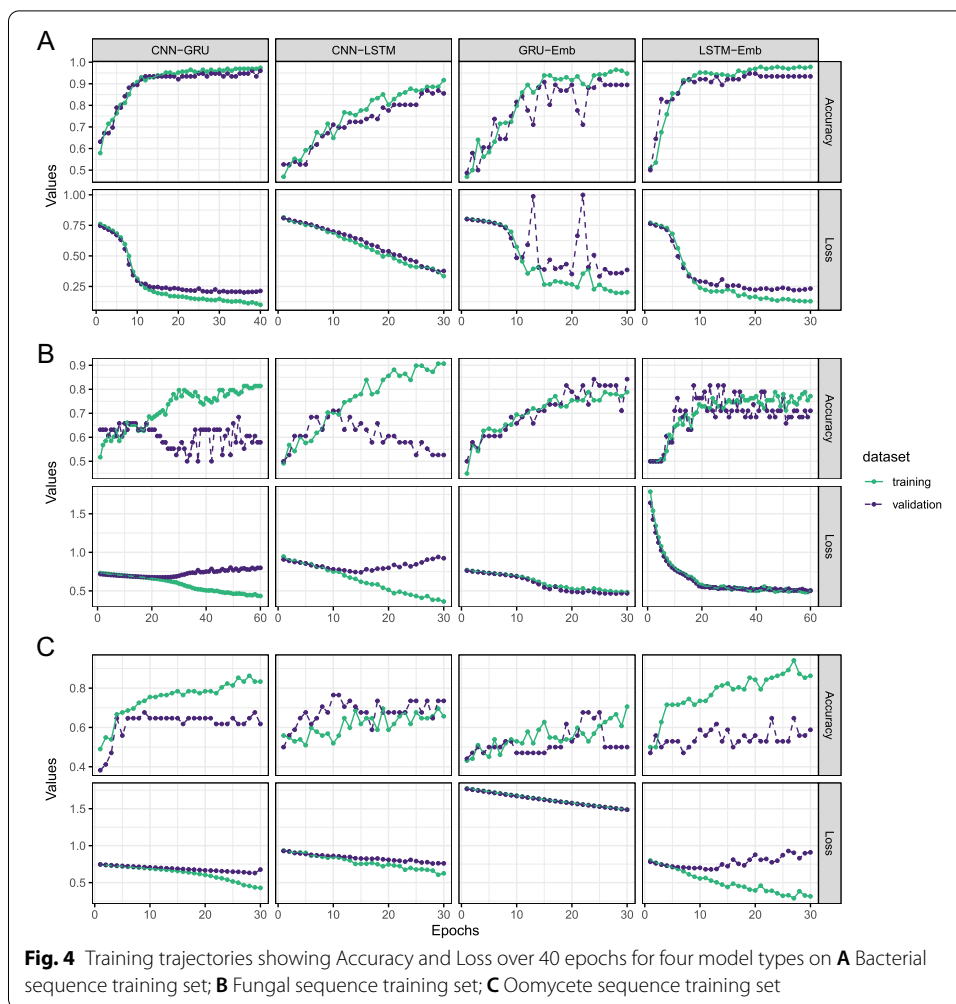 A
CNN-GRU CNN-LSTM GRU-Emb LSTM-Emb
1.0
0.9
0.8
0.7
0.6
0.5
Accuracy
Values
1.00
0.75
0.50
0.25
Loss
0 10 20 30 40 0 10 20 30 0 10 20 30 0 10 20 30
B
0.9
0.8
0.7
0.6
0.5
Accuracy
Values
1.5
1.0
0.5
Loss
0 10 20 30 40 50 60 0 10 20 30 0 10 20 30 0 20 40 60
dataset
training
validation
C
0.8
0.6
0.4
Accuracy
Values
1.5
1.0
0.5
Loss
0 10 20 30 0 10 20 30 0 10 20 30 0 10 20 30
Epochs
Fig. 4 Training trajectories showing Accuracy and Loss over 40 epochs for four model types on A Bacterial
sequence training set; B Fungal sequence training set; C Oomycete sequence training set